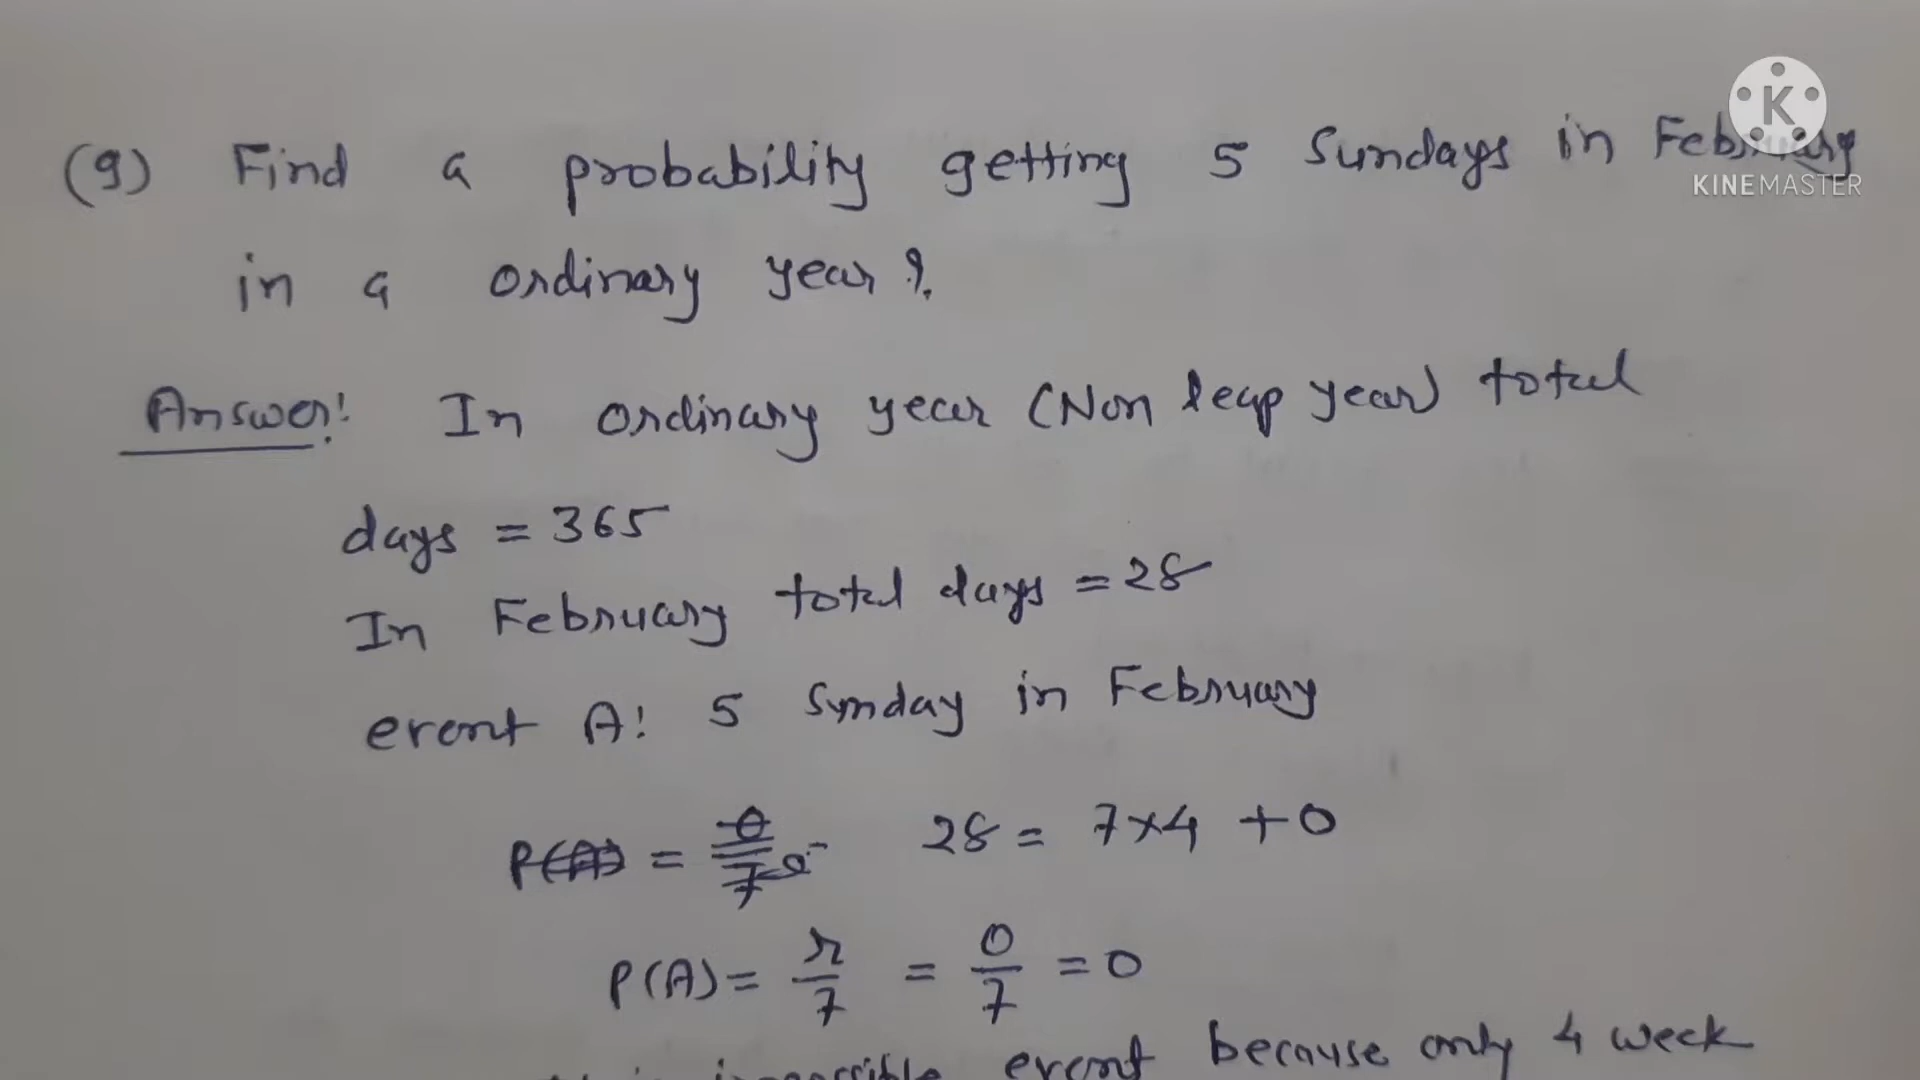 (9) Find a probability getting 5 Sundays in February
in a ordinary year?
Answer: In ordinary year (Non leap year) total
days = 365
In February total days = 28
event A: 5 Sunday in February
P(A) = 0/7 28 = 7×4 +0
P(A) = r/7 = 0/7 = 0
impossible event because only 4 week
K
KINEMASTER